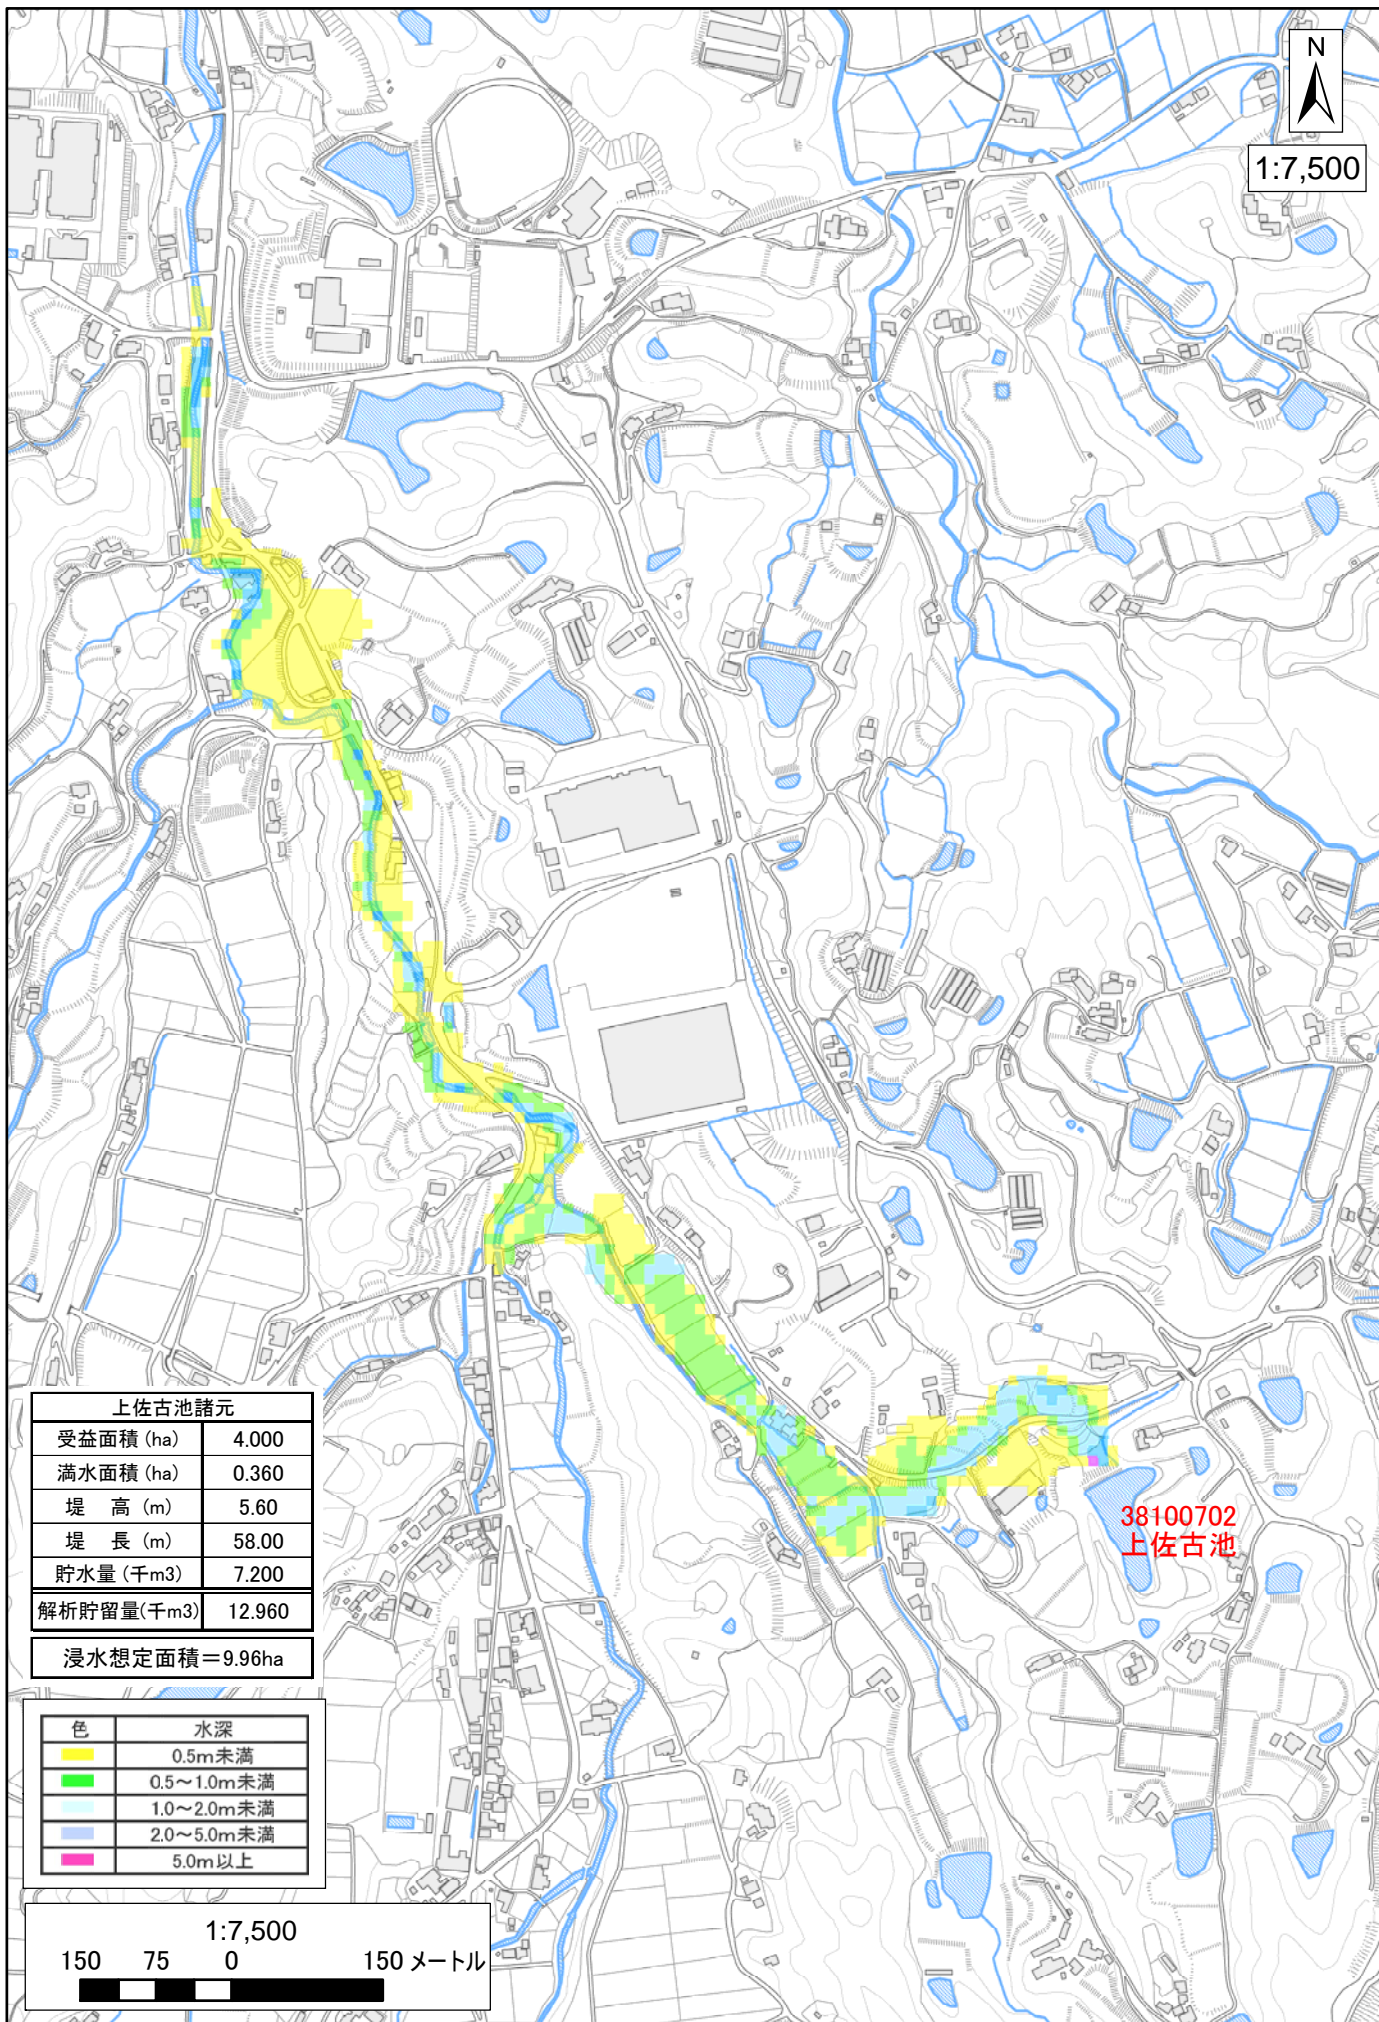 N
1:7,500
38100702
上佐古池
上佐古池諸元
受益面積(ha) 4.000
満水面積(ha) 0.360
堤 高 (m) 5.60
堤 長 (m) 58.00
貯水量(千m3) 7.200
解析貯留量(千m3) 12.960
浸水想定面積=9.96ha
色 水深
0.5m未満
0.5~1.0m未満
1.0~2.0m未満
2.0~5.0m未満
5.0m以上
1:7,500
150 75 0 150 メートル